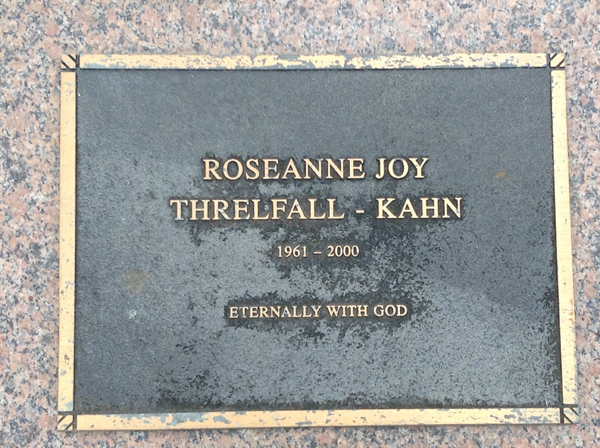 ROSEANNE JOY
THRELFALL - KAHN
1961 – 2000
ETERNALLY WITH GOD